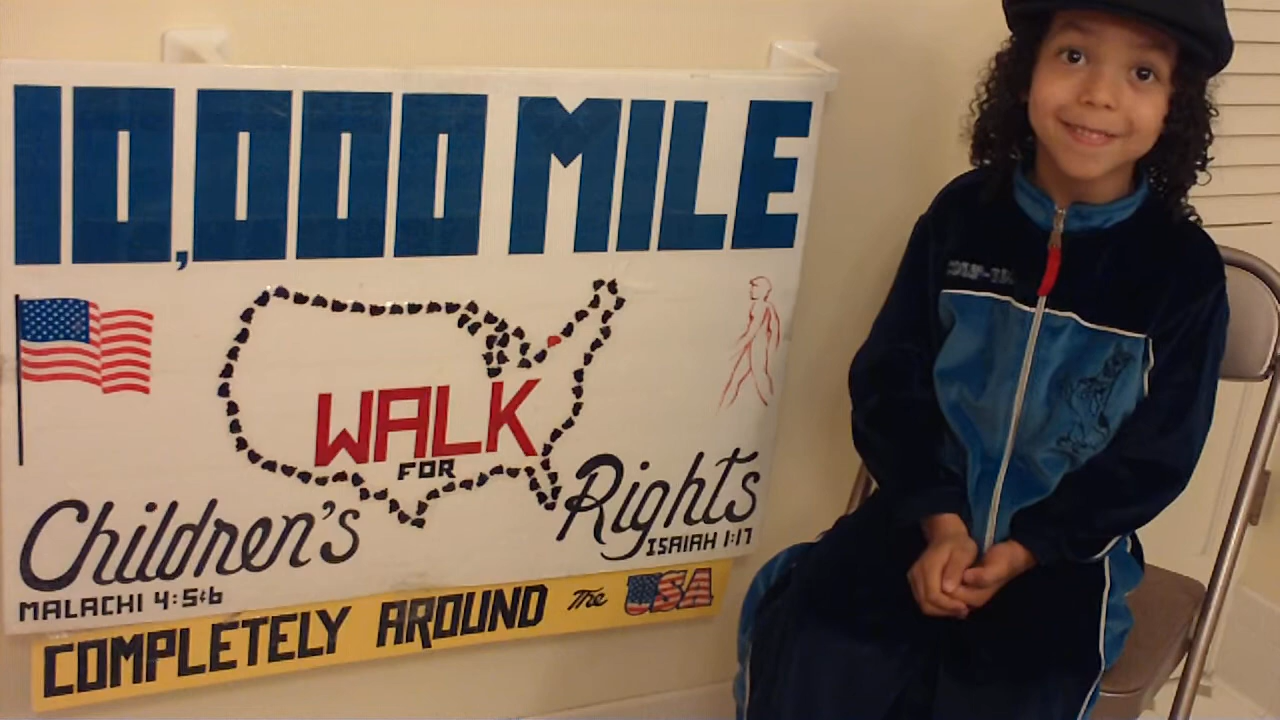 10,000 MILE
WALK
FOR
Children's Rights
MALACHI 4:5&6
ISAIAH 1:17
COMPLETELY AROUND The USA